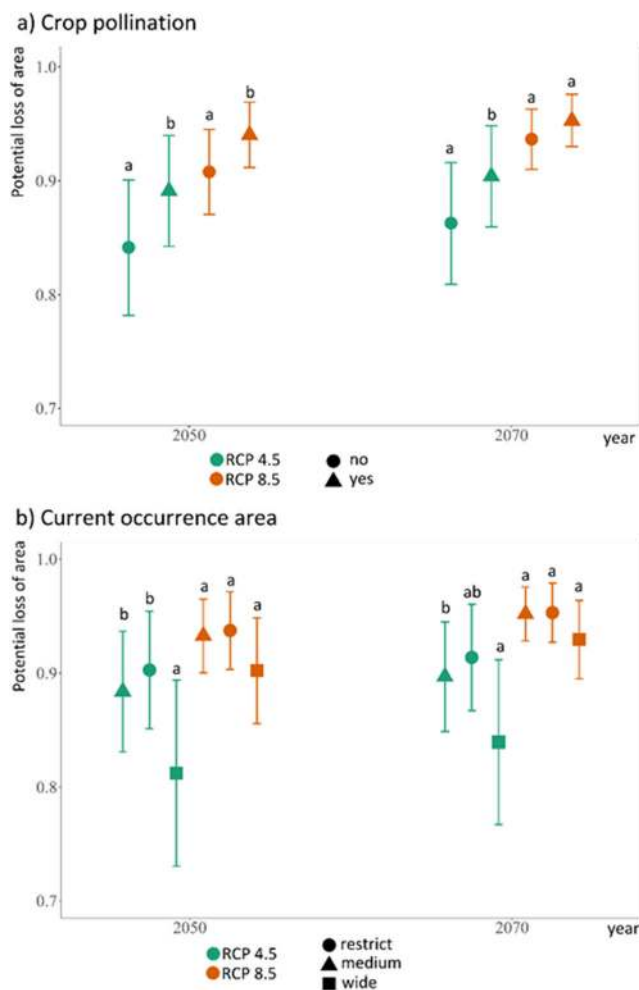 a) Crop pollination
Potential loss of area
1.0
0.9
0.8
0.7
a b a b
a b a a
2050 2070 year
RCP 4.5 no
RCP 8.5 yes
b) Current occurrence area
Potential loss of area
1.0
0.9
0.8
0.7
b b a a a a
b ab a a a a
2050 2070 year
RCP 4.5 restrict
RCP 8.5 medium
wide